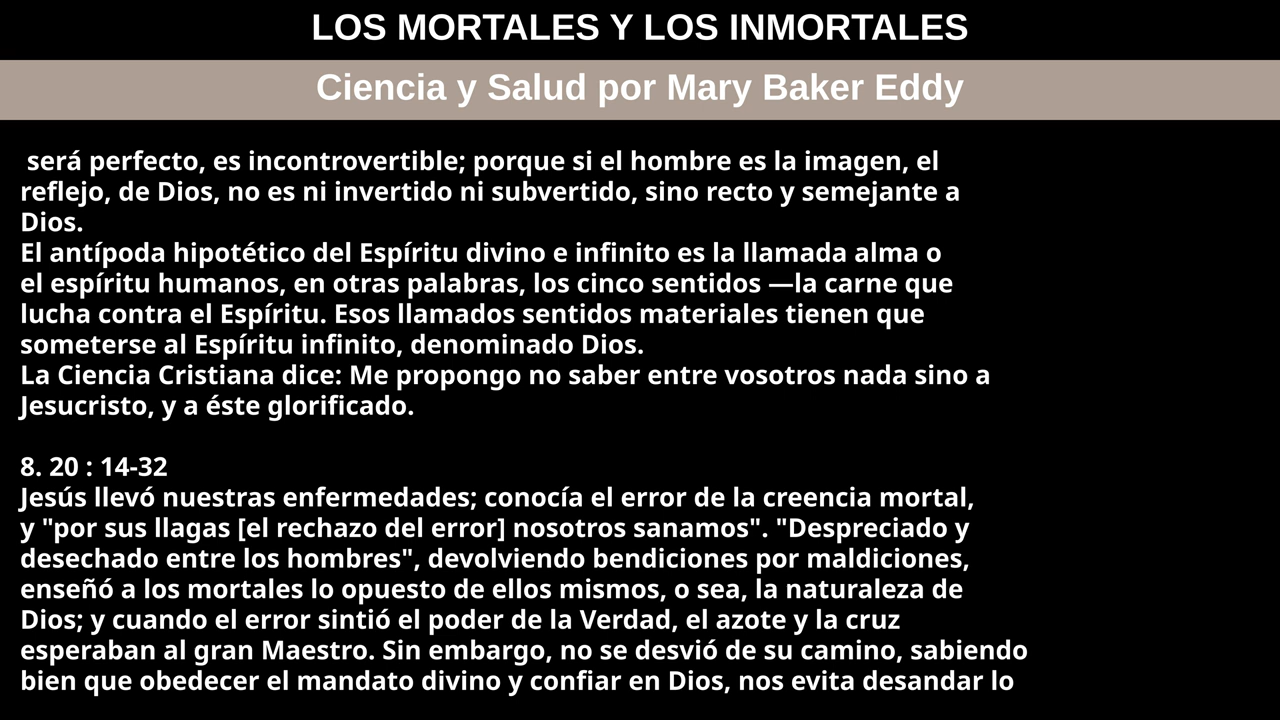 LOS MORTALES Y LOS INMORTALES
Ciencia y Salud por Mary Baker Eddy
será perfecto, es incontrovertible; porque si el hombre es la imagen, el
reflejo, de Dios, no es ni invertido ni subvertido, sino recto y semejante a
Dios.
El antípoda hipotético del Espíritu divino e infinito es la llamada alma o
el espíritu humanos, en otras palabras, los cinco sentidos —la carne que
lucha contra el Espíritu. Esos llamados sentidos materiales tienen que
someterse al Espíritu infinito, denominado Dios.
La Ciencia Cristiana dice: Me propongo no saber entre vosotros nada sino a
Jesucristo, y a éste glorificado.
8. 20 : 14-32
Jesús llevó nuestras enfermedades; conocía el error de la creencia mortal,
y "por sus llagas [el rechazo del error] nosotros sanamos". "Despreciado y
desechado entre los hombres", devolviendo bendiciones por maldiciones,
enseñó a los mortales lo opuesto de ellos mismos, o sea, la naturaleza de
Dios; y cuando el error sintió el poder de la Verdad, el azote y la cruz
esperaban al gran Maestro. Sin embargo, no se desvió de su camino, sabiendo
bien que obedecer el mandato divino y confiar en Dios, nos evita desandar lo